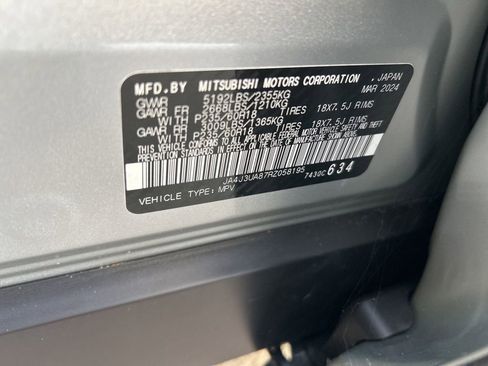 MFD.BY MITSUBISHI MOTORS CORPORATION JAPAN
GVWR 5192LBS/2355KG MAR 2024
GAWR FR 2668LBS/1210KG
WITH P235/60R18 TIRES 18X7.5J RIMS
GAWR RR 3009LBS/1365KG
WITH P235/60R18 TIRES 18X7.5J RIMS
THIS VEHICLE CONFORMS TO ALL APPLICABLE
FEDERAL MOTOR VEHICLE SAFETY AND THEFT
PREVENTION STANDARDS IN EFFECT ON THE DATE
OF MANUFACTURE SHOWN ABOVE.
JA4J3UA87RZ058195 7430C 634
VEHICLE TYPE: MPV